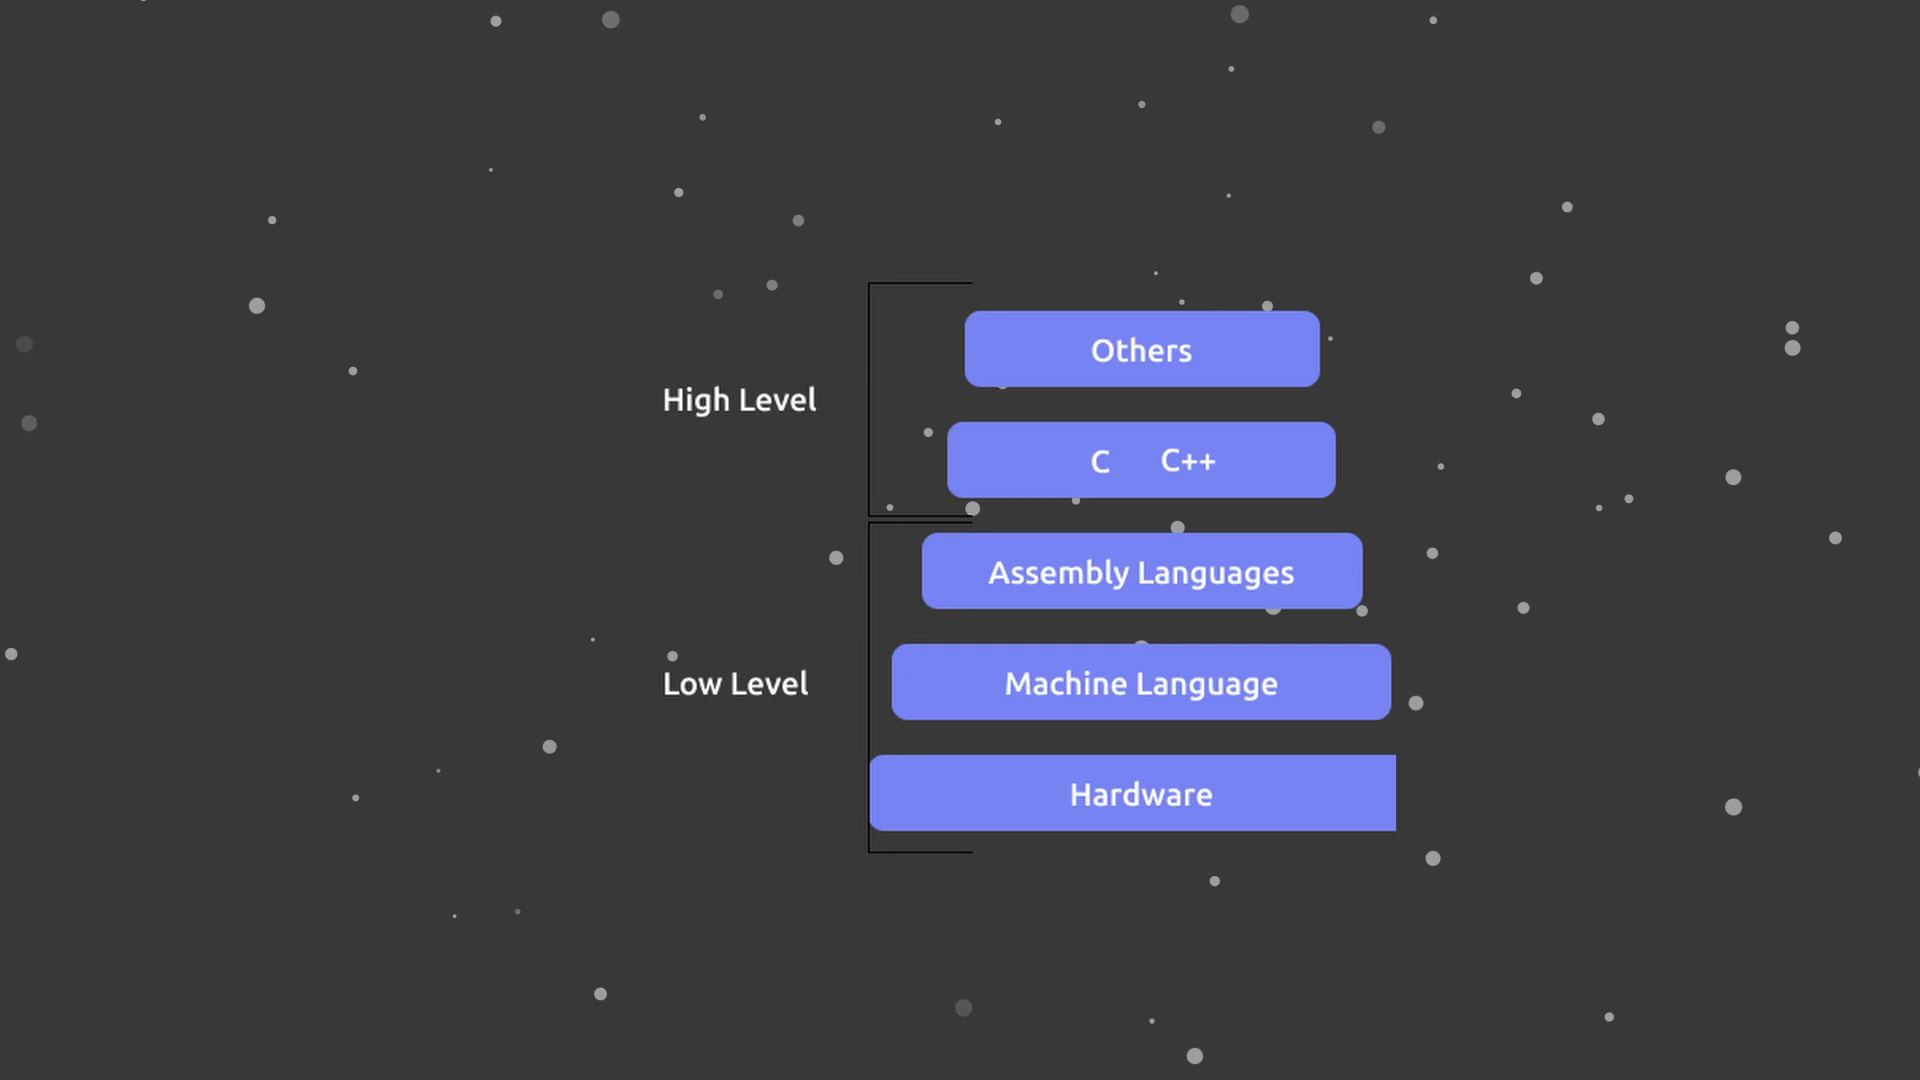 Others
High Level
C C++
Assembly Languages
Low Level
Machine Language
Hardware